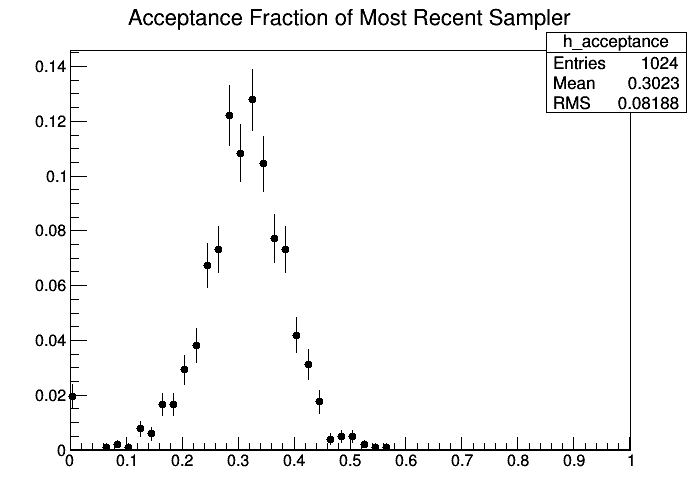 Acceptance Fraction of Most Recent Sampler
h_acceptance
Entries 1024
Mean 0.3023
RMS 0.08188
0.14
0.12
0.1
0.08
0.06
0.04
0.02
0
0 0.1 0.2 0.3 0.4 0.5 0.6 0.7 0.8 0.9 1